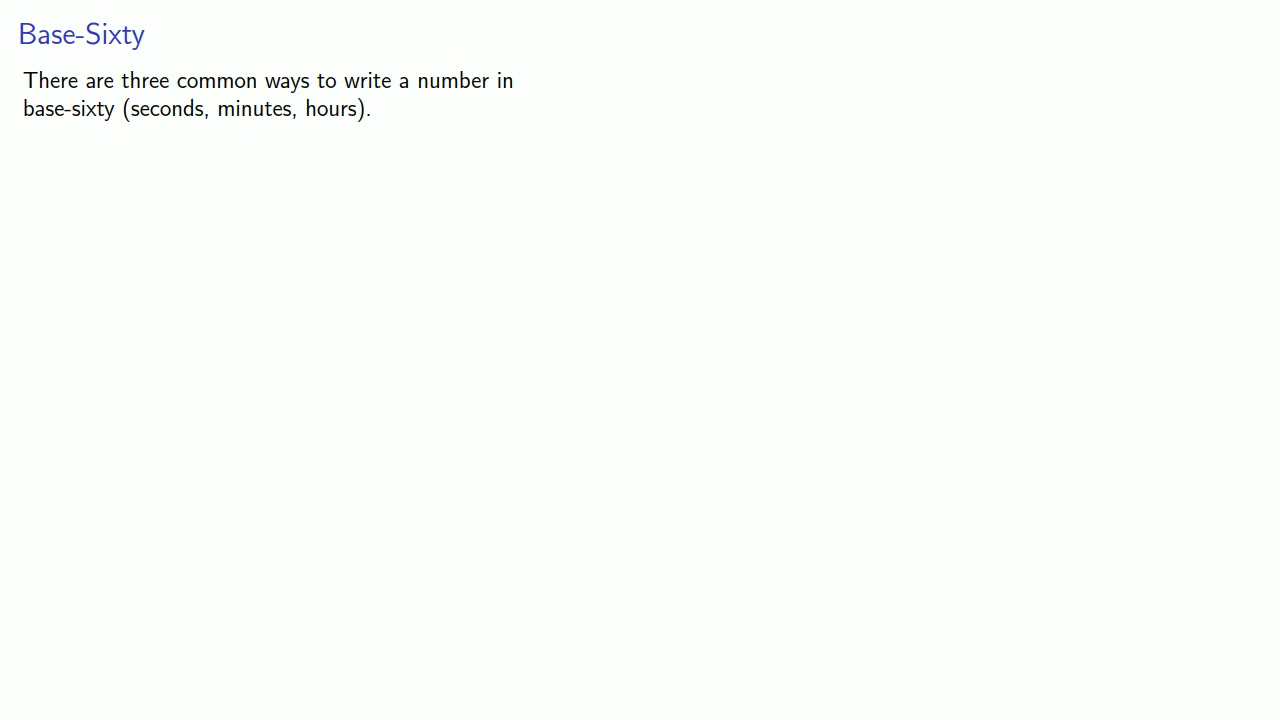 Base-Sixty
There are three common ways to write a number in
base-sixty (seconds, minutes, hours).